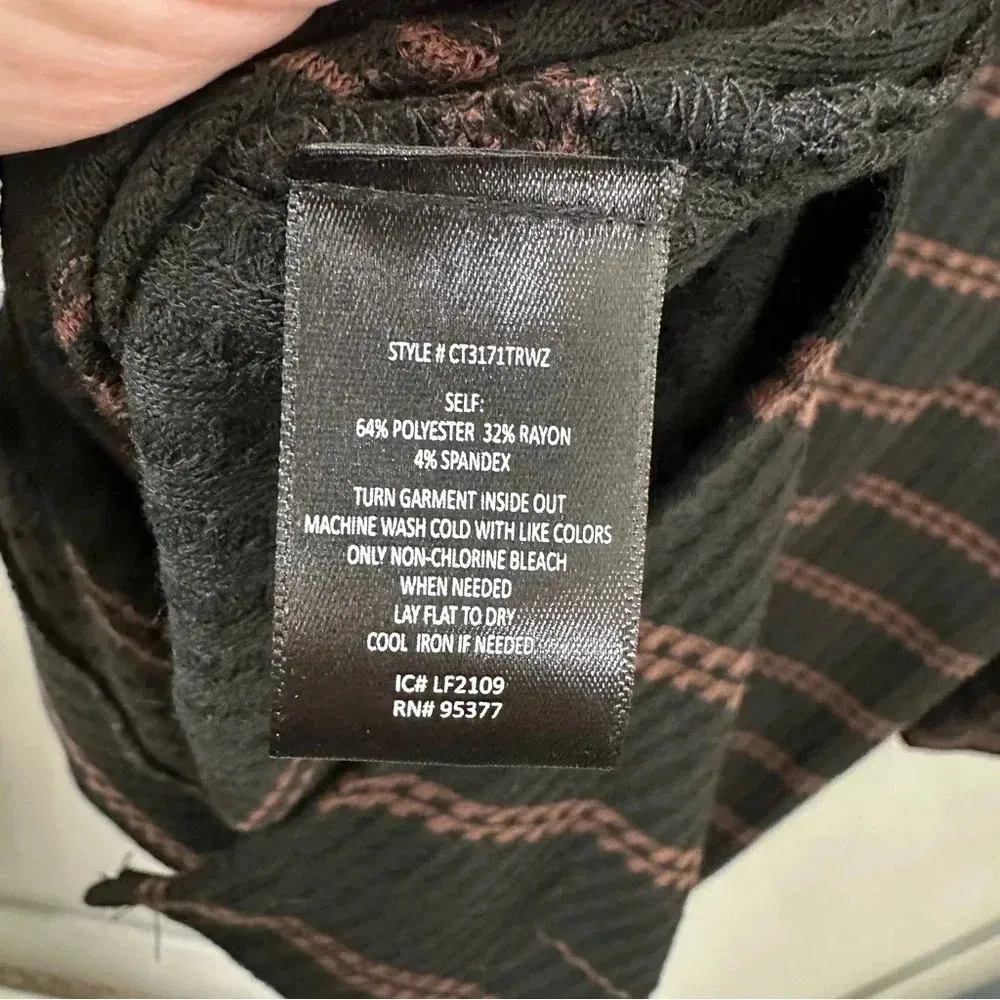 STYLE # CT3171TRWZ
SELF:
64% POLYESTER 32% RAYON
4% SPANDEX
TURN GARMENT INSIDE OUT
MACHINE WASH COLD WITH LIKE COLORS
ONLY NON-CHLORINE BLEACH
WHEN NEEDED
LAY FLAT TO DRY
COOL IRON IF NEEDED
IC# LF2109
RN# 95377